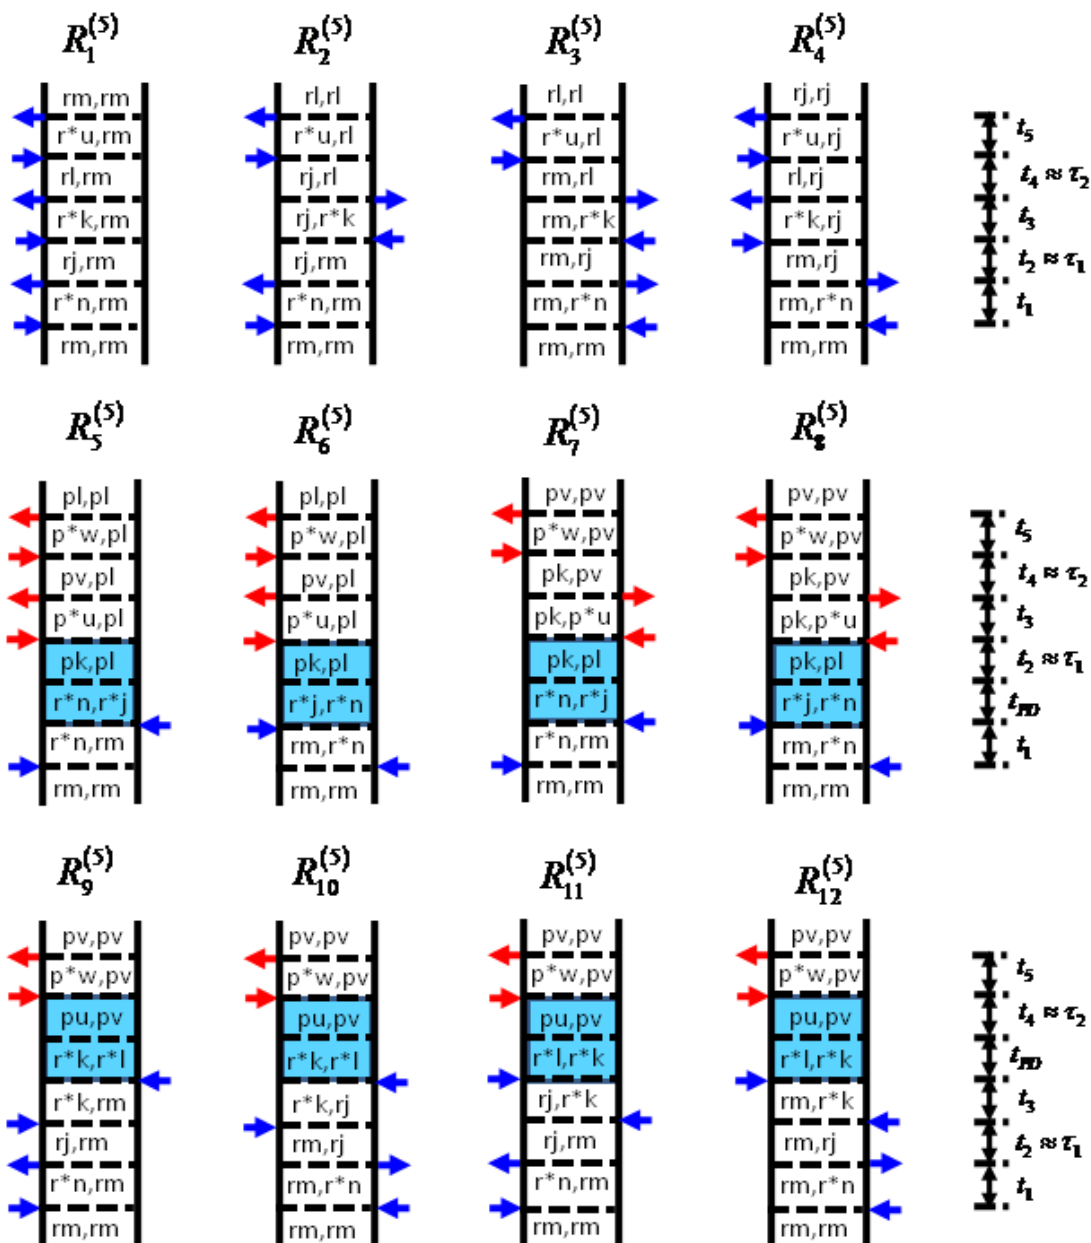 R₁⁽⁵⁾ R₂⁽⁵⁾ R₃⁽⁵⁾ R₄⁽⁵⁾
rm,rm rl,rl rl,rl rj,rj
r*u,rm r*u,rl r*u,rl r*u,rj t₅
rl,rm rj,rl rm,rl rl,rj t₄ ≈ τ₂
r*k,rm rj,r*k rm,r*k r*k,rj t₃
rj,rm rj,rm rm,rj rm,rj t₂ ≈ τ₁
r*n,rm r*n,rm rm,r*n rm,r*n t₁
rm,rm rm,rm rm,rm rm,rm
R₅⁽⁵⁾ R₆⁽⁵⁾ R₇⁽⁵⁾ R₈⁽⁵⁾
pl,pl pl,pl pv,pv pv,pv
p*w,pl p*w,pl p*w,pv p*w,pv t₅
pv,pl pv,pl pk,pv pk,pv t₄ ≈ τ₂
p*u,pl p*u,pl pk,p*u pk,p*u t₃
pk,pl pk,pl pk,pl pk,pl t₂ ≈ τ₁
r*n,r*j r*j,r*n r*n,r*j r*j,r*n t_PD
r*n,rm rm,r*n r*n,rm rm,r*n t₁
rm,rm rm,rm rm,rm rm,rm
R₉⁽⁵⁾ R₁₀⁽⁵⁾ R₁₁⁽⁵⁾ R₁₂⁽⁵⁾
pv,pv pv,pv pv,pv pv,pv
p*w,pv p*w,pv p*w,pv p*w,pv t₅
pu,pv pu,pv pu,pv pu,pv t₄ ≈ τ₂
r*k,r*l r*k,r*l r*l,r*k r*l,r*k t_PD
r*k,rm r*k,rj rj,r*k rm,r*k t₃
rj,rm rm,rj rj,rm rm,rj t₂ ≈ τ₁
r*n,rm rm,r*n r*n,rm rm,r*n t₁
rm,rm rm,rm rm,rm rm,rm